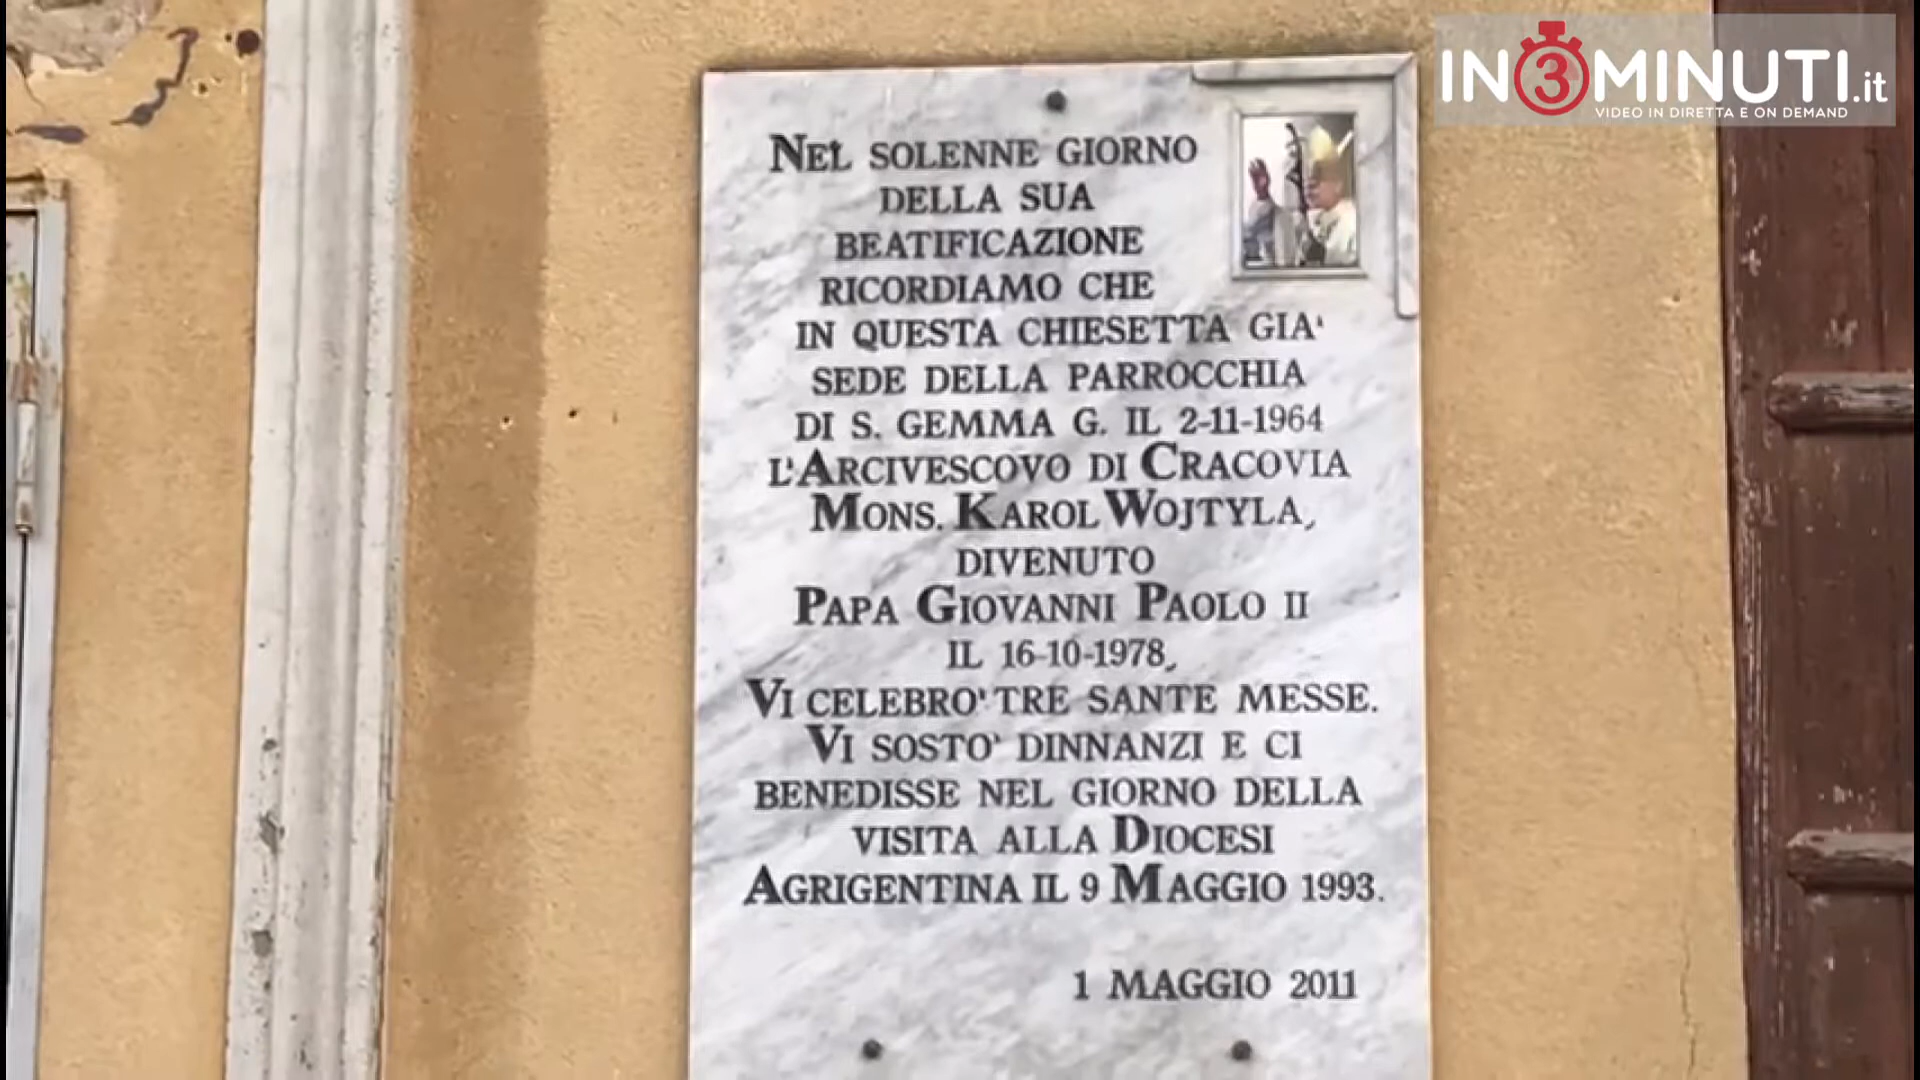 IN3MINUTI.it
VIDEO IN DIRETTA E ON DEMAND
NEL SOLENNE GIORNO
DELLA SUA
BEATIFICAZIONE
RICORDIAMO CHE
IN QUESTA CHIESETTA GIA'
SEDE DELLA PARROCCHIA
DI S. GEMMA G. IL 2-11-1964
L'ARCIVESCOVO DI CRACOVIA
MONS. KAROL WOJTYLA,
DIVENUTO
PAPA GIOVANNI PAOLO II
IL 16-10-1978,
VI CELEBRO' TRE SANTE MESSE.
VI SOSTO' DINNANZI E CI
BENEDISSE NEL GIORNO DELLA
VISITA ALLA DIOCESI
AGRIGENTINA IL 9 MAGGIO 1993.
1 MAGGIO 2011